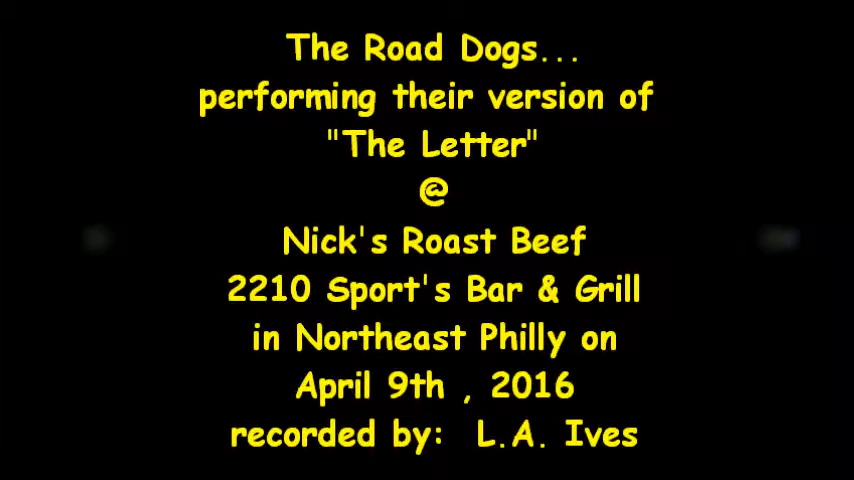 The Road Dogs...
performing their version of
"The Letter"
@
Nick's Roast Beef
2210 Sport's Bar & Grill
in Northeast Philly on
April 9th , 2016
recorded by:  L.A. Ives